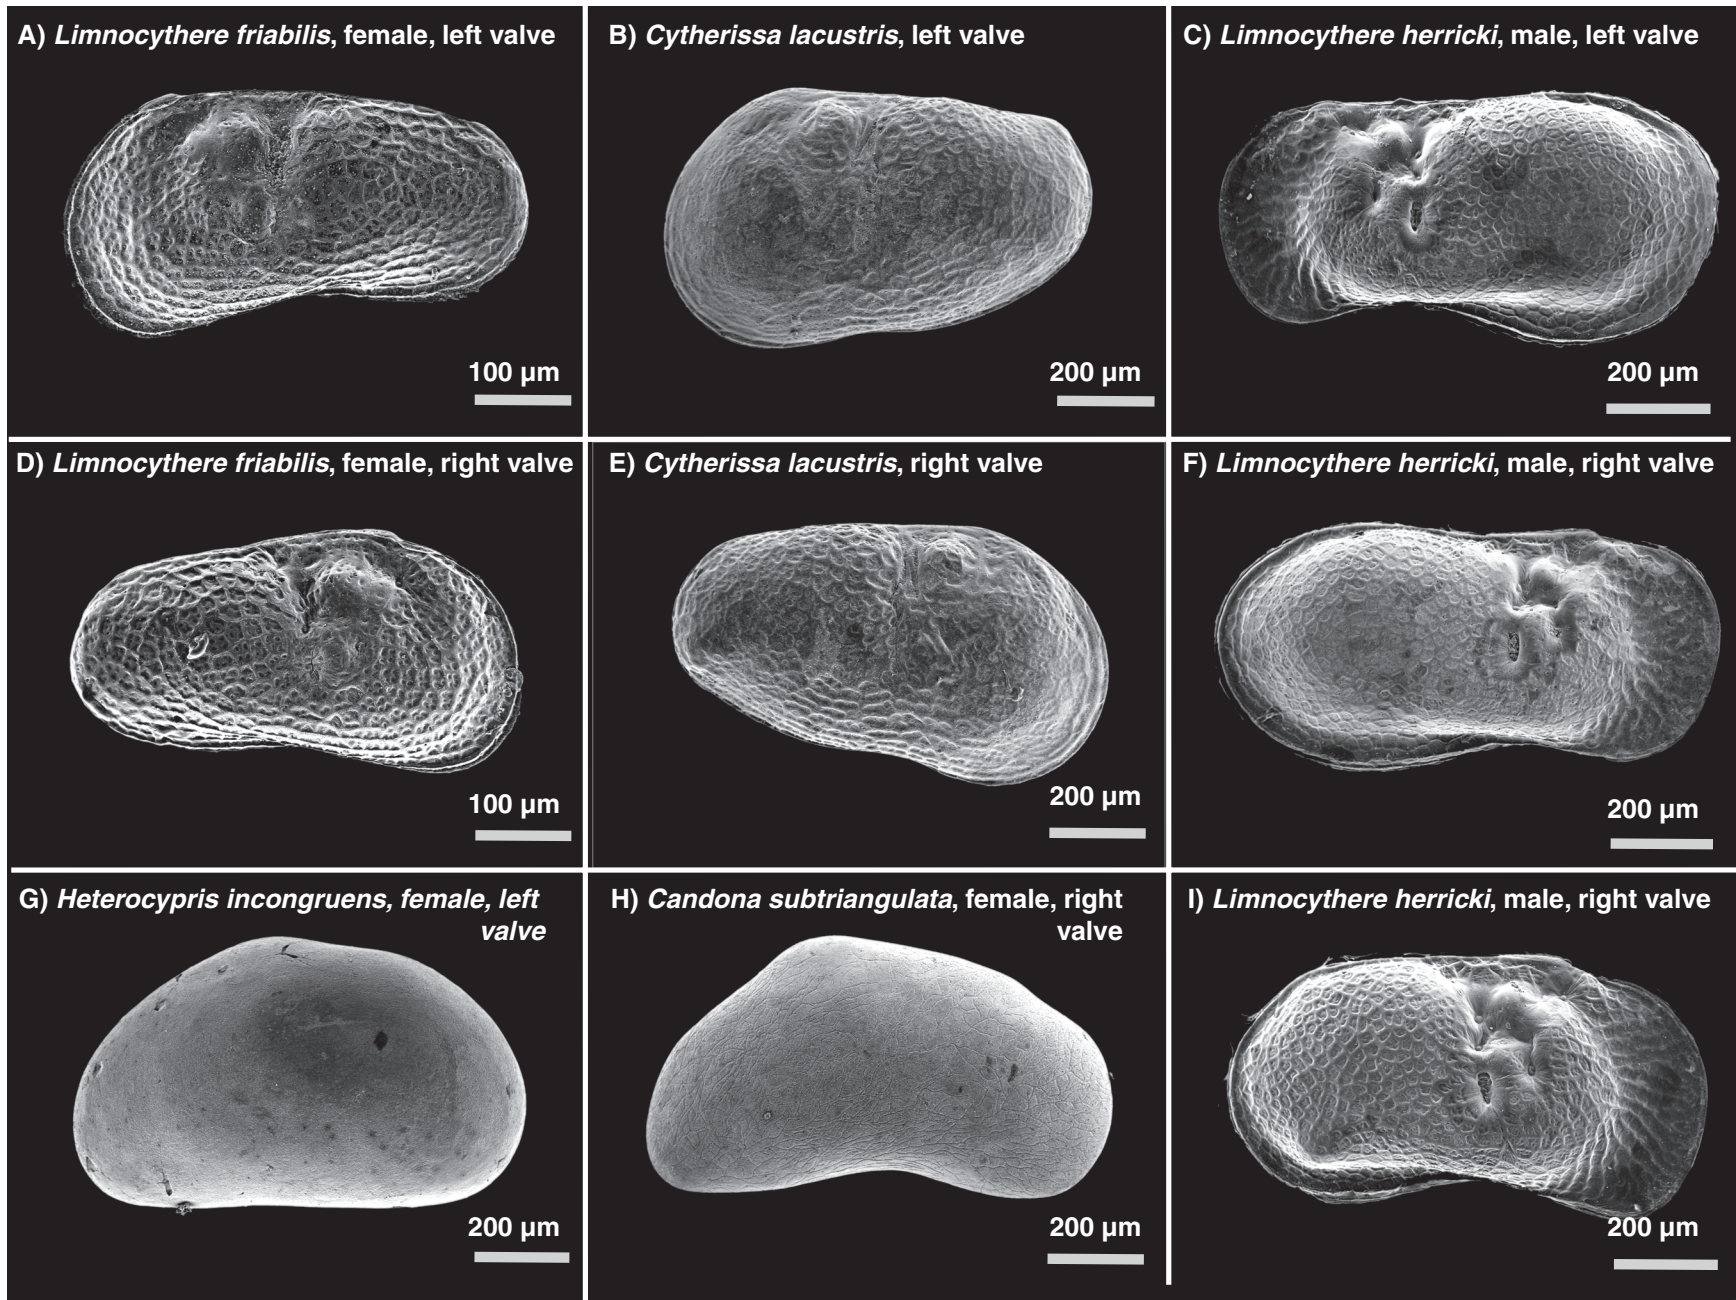 A) Limnocythere friabilis, female, left valve
B) Cytherissa lacustris, left valve
C) Limnocythere herricki, male, left valve
100 µm
200 µm
200 µm
D) Limnocythere friabilis, female, right valve
E) Cytherissa lacustris, right valve
F) Limnocythere herricki, male, right valve
100 µm
200 µm
200 µm
G) Heterocypris incongruens, female, left
valve
H) Candona subtriangulata, female, right
valve
I) Limnocythere herricki, male, right valve
200 µm
200 µm
200 µm